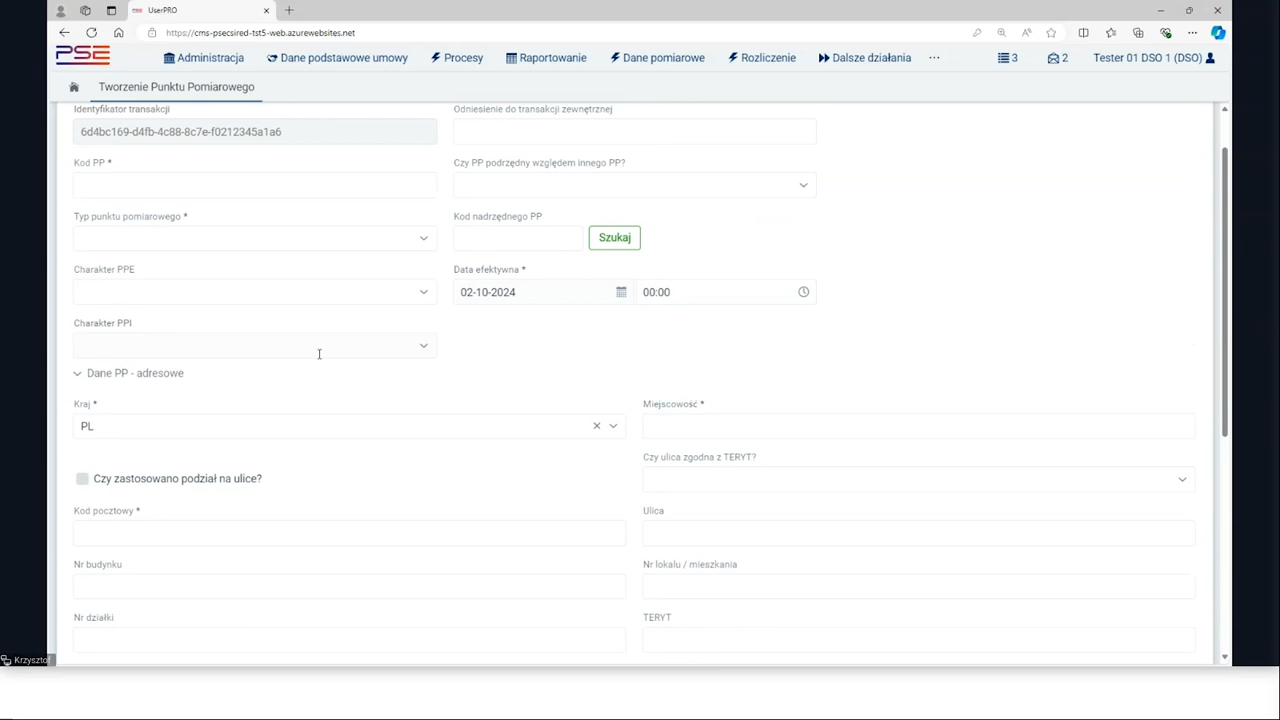 UserPRO
https://cms-psecsired-tst5-web.azurewebsites.net
PSE
Administracja
Dane podstawowe umowy
Procesy
Raportowanie
Dane pomiarowe
Rozliczenie
Dalsze działania
3
2
Tester 01 DSO 1 (DSO)
Tworzenie Punktu Pomiarowego
Identyfikator transakcji
Odniesienie do transakcji zewnętrznej
6d4bc169-d4fb-4c88-8c7e-f0212345a1a6
Kod PP *
Czy PP podrzędny względem innego PP?
Typ punktu pomiarowego *
Kod nadrzędnego PP
Szukaj
Charakter PPE
Data efektywna *
02-10-2024
00:00
Charakter PPI
Dane PP - adresowe
Kraj *
Miejscowość *
PL
Czy ulica zgodna z TERYT?
Czy zastosowano podział na ulice?
Kod pocztowy *
Ulica
Nr budynku
Nr lokalu / mieszkania
Nr działki
TERYT
Krzysztof